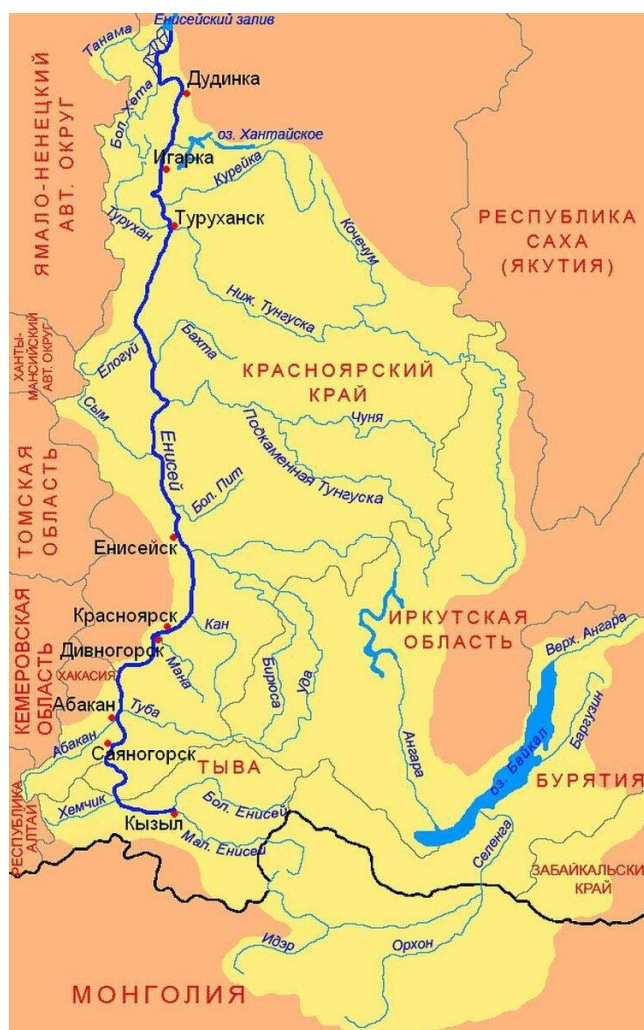 Енисейский залив
Танама
Дудинка
Бол. Хета
оз. Хантайское
ЯМАЛО-НЕНЕЦКИЙ
АВТ. ОКРУГ
Игарка
Курейка
Турухан
Туруханск
Кочечум
РЕСПУБЛИКА
САХА
(ЯКУТИЯ)
Ниж. Тунгуска
ХАНТЫ-
МАНСИЙСКИЙ
АВТ. ОКРУГ
Елогуй
Бахта
КРАСНОЯРСКИЙ
КРАЙ
Сым
Чуня
Подкаменная Тунгуска
Енисей
ТОМСКАЯ
ОБЛАСТЬ
Бол. Пит
Енисейск
Красноярск
Кан
ИРКУТСКАЯ
ОБЛАСТЬ
Дивногорск
КЕМЕРОВСКАЯ
ОБЛАСТЬ
ХАКАСИЯ
Мана
Бирюса
Уда
Верх. Ангара
Баргузин
Абакан
Туба
Абакан
Саяногорск
Ангара
оз. Байкал
ТЫВА
БУРЯТИЯ
РЕСПУБЛИКА
АЛТАЙ
Хемчик
Бол. Енисей
Кызыл
Мал. Енисей
Селенга
ЗАБАЙКАЛЬСКИ
КРАЙ
Идэр
Орхон
МОНГОЛИЯ